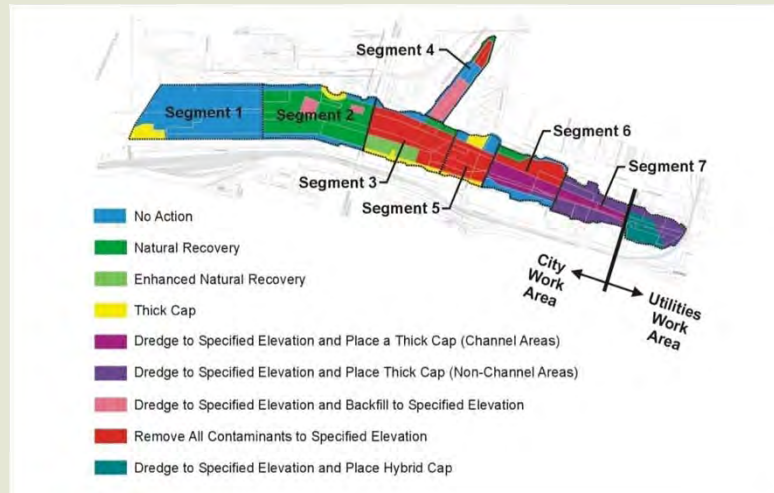 Segment 4
Segment 1
Segment 2
Segment 6
Segment 7
Segment 3
Segment 5
City
Work
Area
Utilities
Work
Area
No Action
Natural Recovery
Enhanced Natural Recovery
Thick Cap
Dredge to Specified Elevation and Place a Thick Cap (Channel Areas)
Dredge to Specified Elevation and Place Thick Cap (Non-Channel Areas)
Dredge to Specified Elevation and Backfill to Specified Elevation
Remove All Contaminants to Specified Elevation
Dredge to Specified Elevation and Place Hybrid Cap